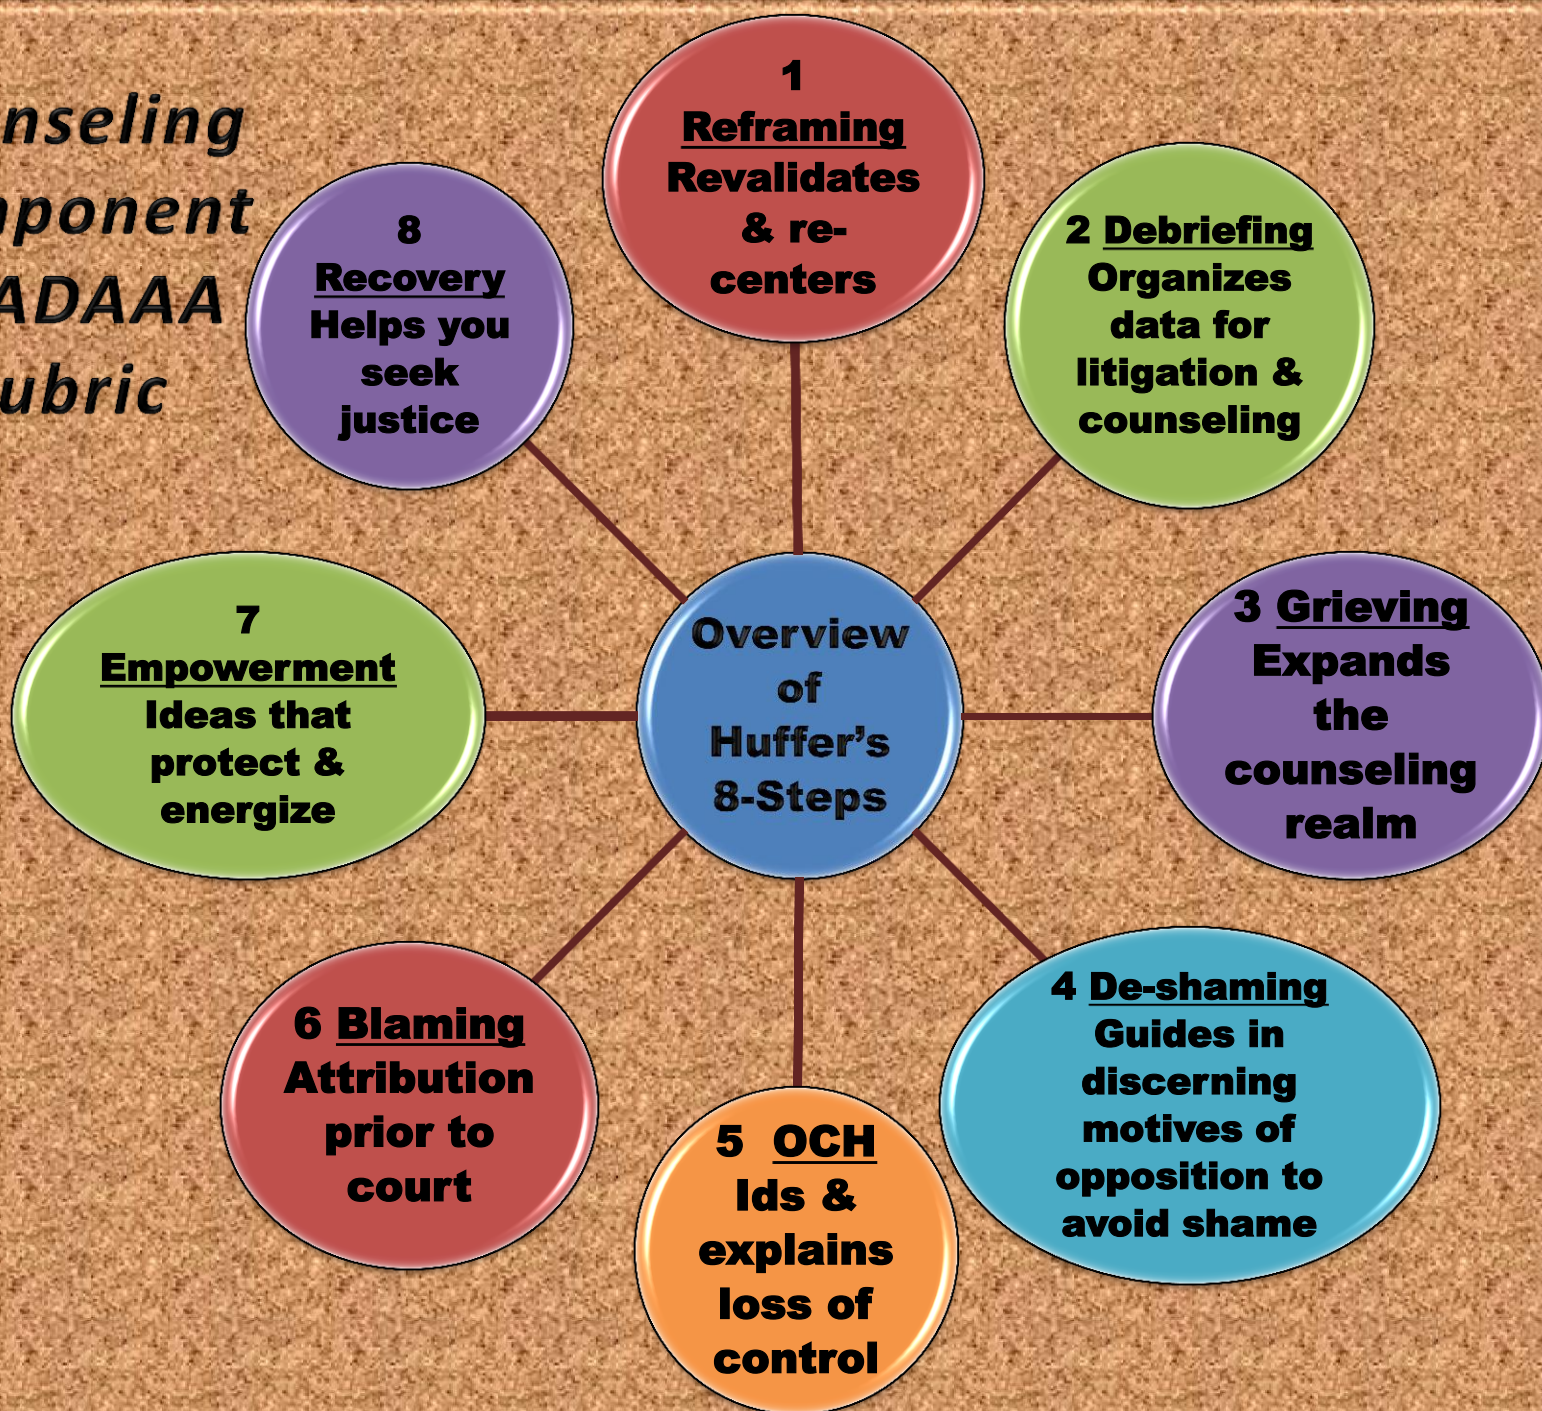 nseling
ponent
ADAAA
ubric
1
Reframing
Revalidates
& re-
centers
2 Debriefing
Organizes
data for
litigation &
counseling
3 Grieving
Expands
the
counseling
realm
4 De-shaming
Guides in
discerning
motives of
opposition to
avoid shame
5 OCH
Ids &
explains
loss of
control
6 Blaming
Attribution
prior to
court
7
Empowerment
Ideas that
protect &
energize
8
Recovery
Helps you
seek
justice
Overview
of
Huffer’s
8-Steps